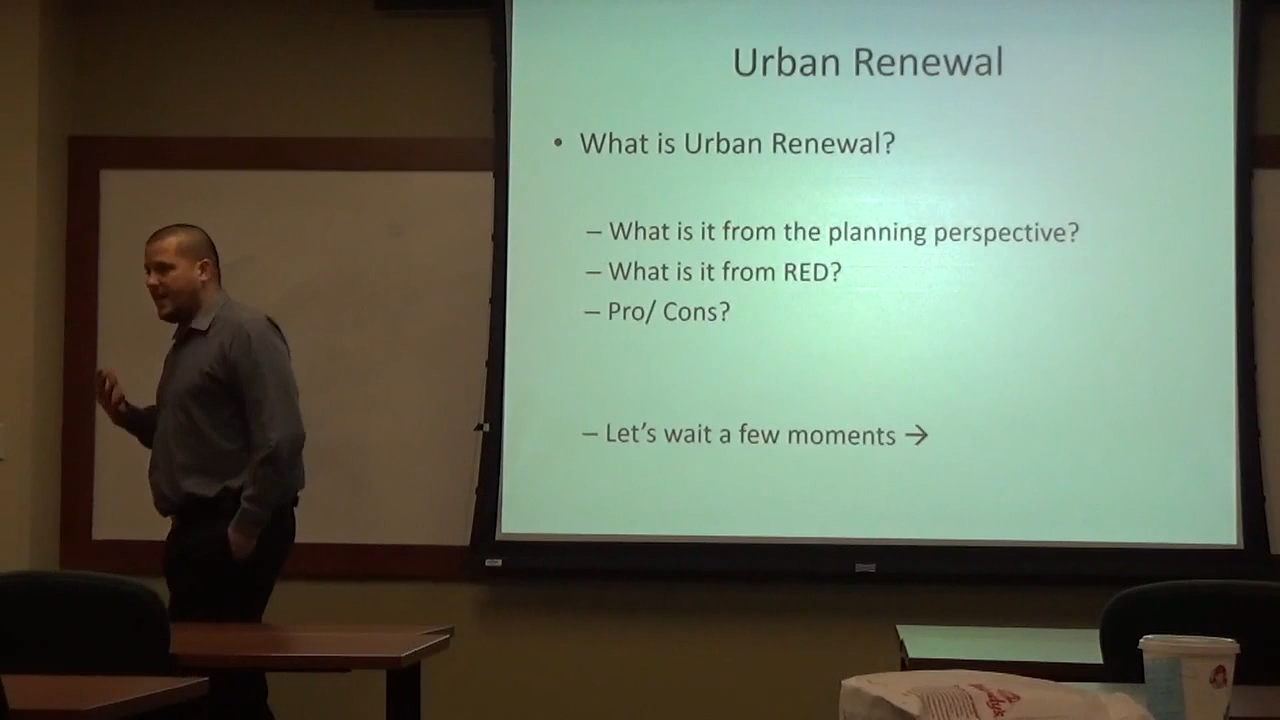 Urban Renewal
• What is Urban Renewal?
– What is it from the planning perspective?
– What is it from RED?
– Pro/ Cons?
– Let's wait a few moments →
Wendy's